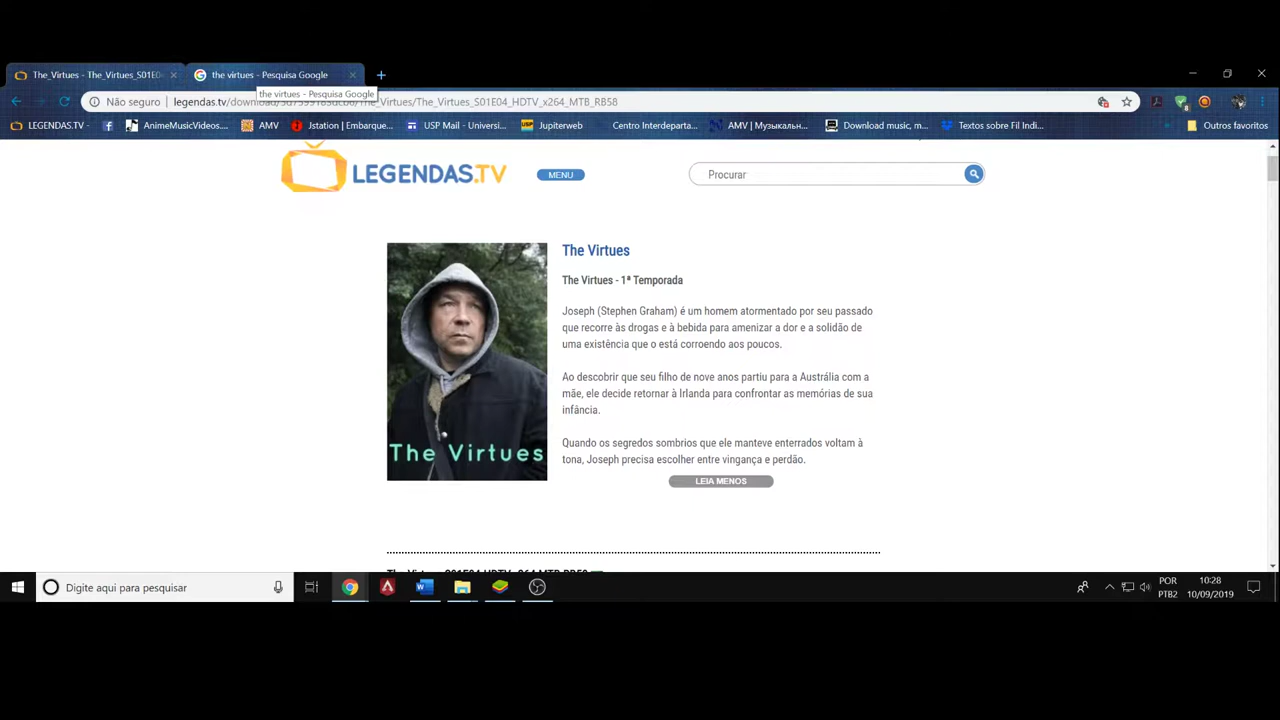 The_Virtues - The_Virtues_S01E0
the virtues - Pesquisa Google
the virtues - Pesquisa Google
Não seguro
legendas.tv/download/
The_Virtues_S01E04_HDTV_x264_MTB_RB58
LEGENDAS.TV -
AnimeMusicVideos....
AMV
Jstation | Embarque...
USP Mail - Universi...
Jupiterweb
Centro Interdeparta...
AMV | Музыкальн...
Download music, m...
Textos sobre Fil Indi...
Outros favoritos
LEGENDAS.TV
MENU
Procurar
The Virtues
The Virtues - 1ª Temporada
Joseph (Stephen Graham) é um homem atormentado por seu passado
que recorre às drogas e à bebida para amenizar a dor e a solidão de
uma existência que o está corroendo aos poucos.
Ao descobrir que seu filho de nove anos partiu para a Austrália com a
mãe, ele decide retornar à Irlanda para confrontar as memórias de sua
infância.
Quando os segredos sombrios que ele manteve enterrados voltam à
tona, Joseph precisa escolher entre vingança e perdão.
LEIA MENOS
The Virtues
Digite aqui para pesquisar
POR
PTB2
10:28
10/09/2019